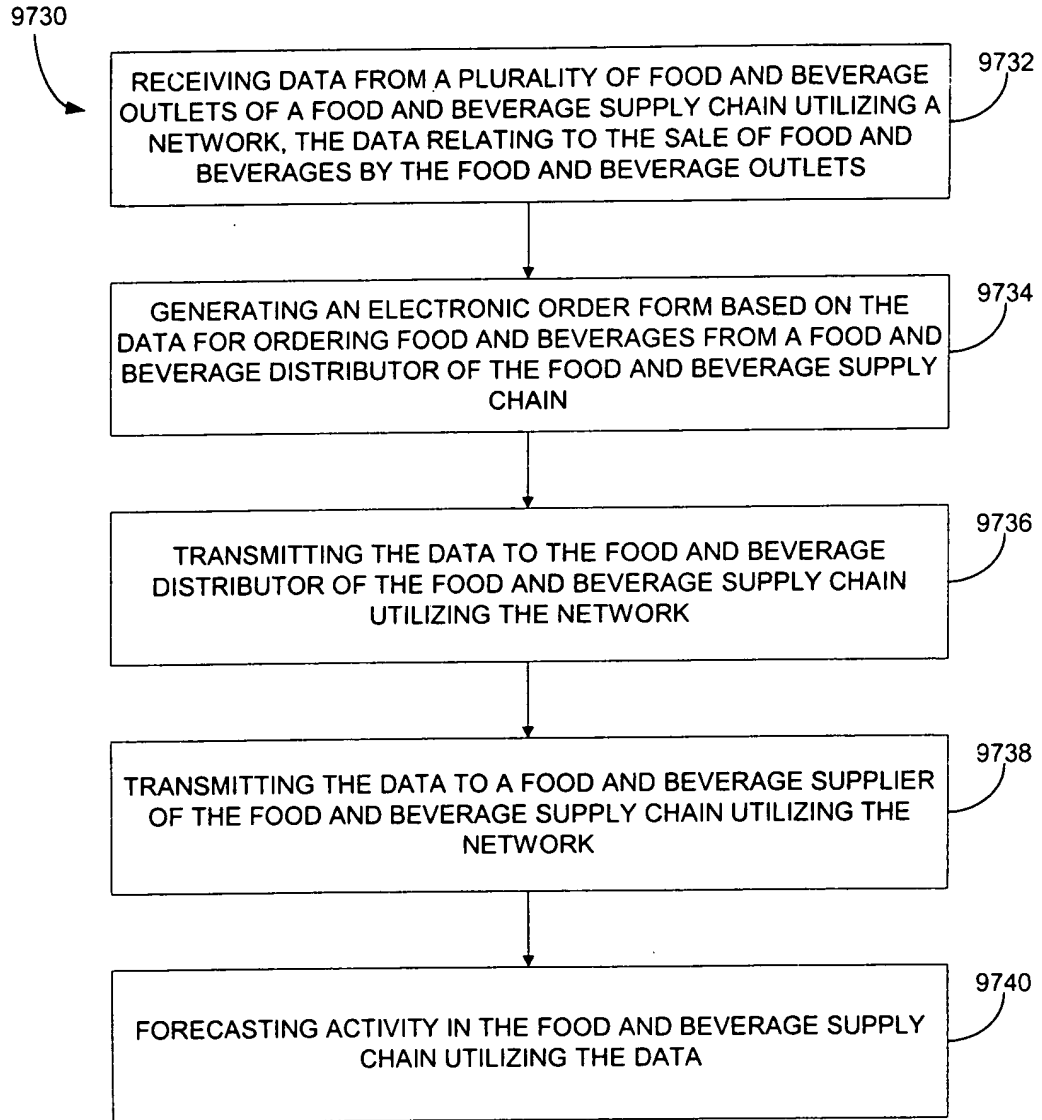 9730
RECEIVING DATA FROM A PLURALITY OF FOOD AND BEVERAGE
OUTLETS OF A FOOD AND BEVERAGE SUPPLY CHAIN UTILIZING A
NETWORK, THE DATA RELATING TO THE SALE OF FOOD AND
BEVERAGES BY THE FOOD AND BEVERAGE OUTLETS
9732
GENERATING AN ELECTRONIC ORDER FORM BASED ON THE
DATA FOR ORDERING FOOD AND BEVERAGES FROM A FOOD AND
BEVERAGE DISTRIBUTOR OF THE FOOD AND BEVERAGE SUPPLY
CHAIN
9734
TRANSMITTING THE DATA TO THE FOOD AND BEVERAGE
DISTRIBUTOR OF THE FOOD AND BEVERAGE SUPPLY CHAIN
UTILIZING THE NETWORK
9736
TRANSMITTING THE DATA TO A FOOD AND BEVERAGE SUPPLIER
OF THE FOOD AND BEVERAGE SUPPLY CHAIN UTILIZING THE
NETWORK
9738
FORECASTING ACTIVITY IN THE FOOD AND BEVERAGE SUPPLY
CHAIN UTILIZING THE DATA
9740